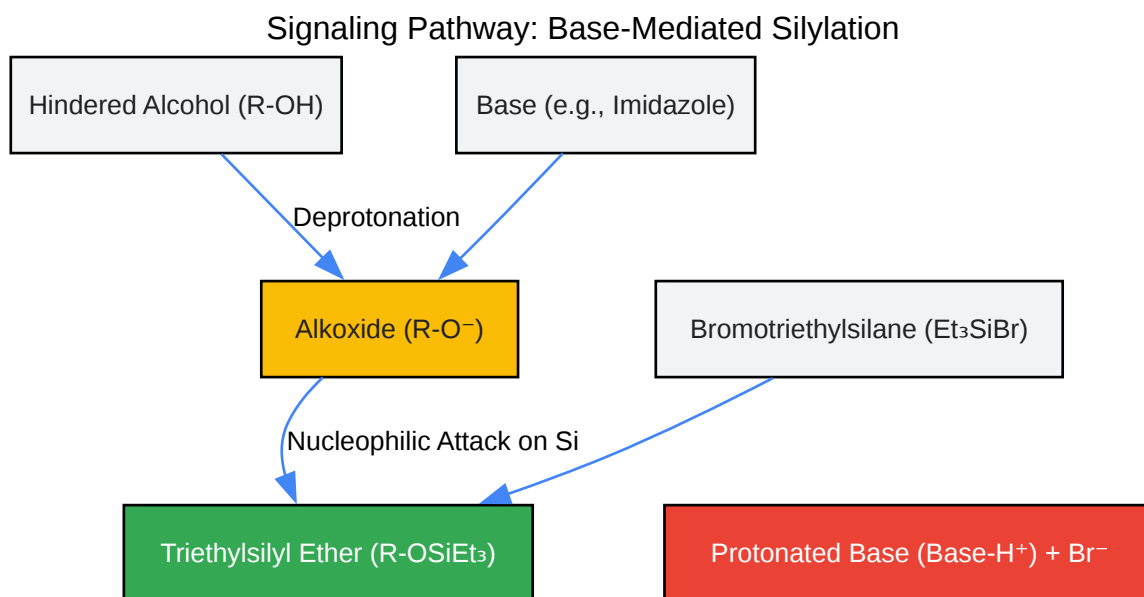 Signaling Pathway: Base-Mediated Silylation
Hindered Alcohol (R-OH)
Base (e.g., Imidazole)
Deprotonation
Alkoxide (R-O⁻)
Bromotriethylsilane (Et₃SiBr)
Nucleophilic Attack on Si
Triethylsilyl Ether (R-OSiEt₃)
Protonated Base (Base-H⁺) + Br⁻